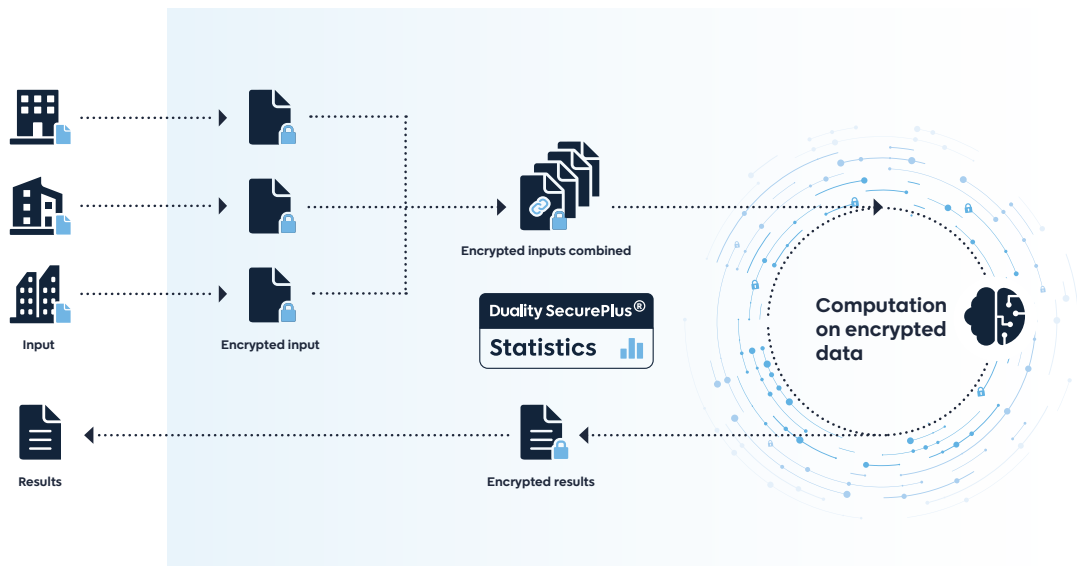 Input
Encrypted input
Encrypted inputs combined
Duality SecurePlus®
Statistics
Computation
on encrypted
data
Results
Encrypted results